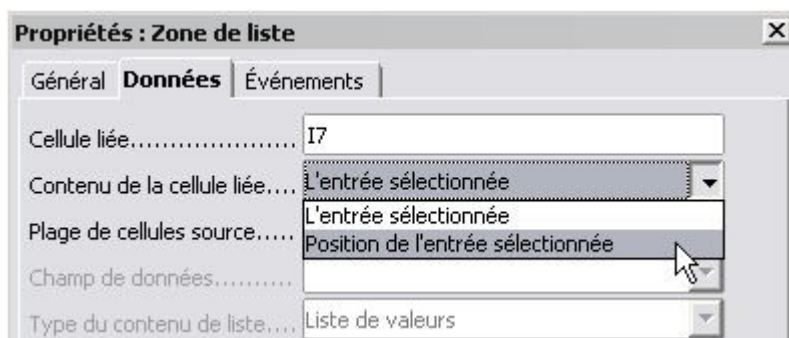 Propriétés : Zone de liste
Général Données Événements
Cellule liée..................... I7
Contenu de la cellule liée.... L'entrée sélectionnée
L'entrée sélectionnée
Plage de cellules source.....
Position de l'entrée sélectionnée
Champ de données..........
Type du contenu de liste.... Liste de valeurs